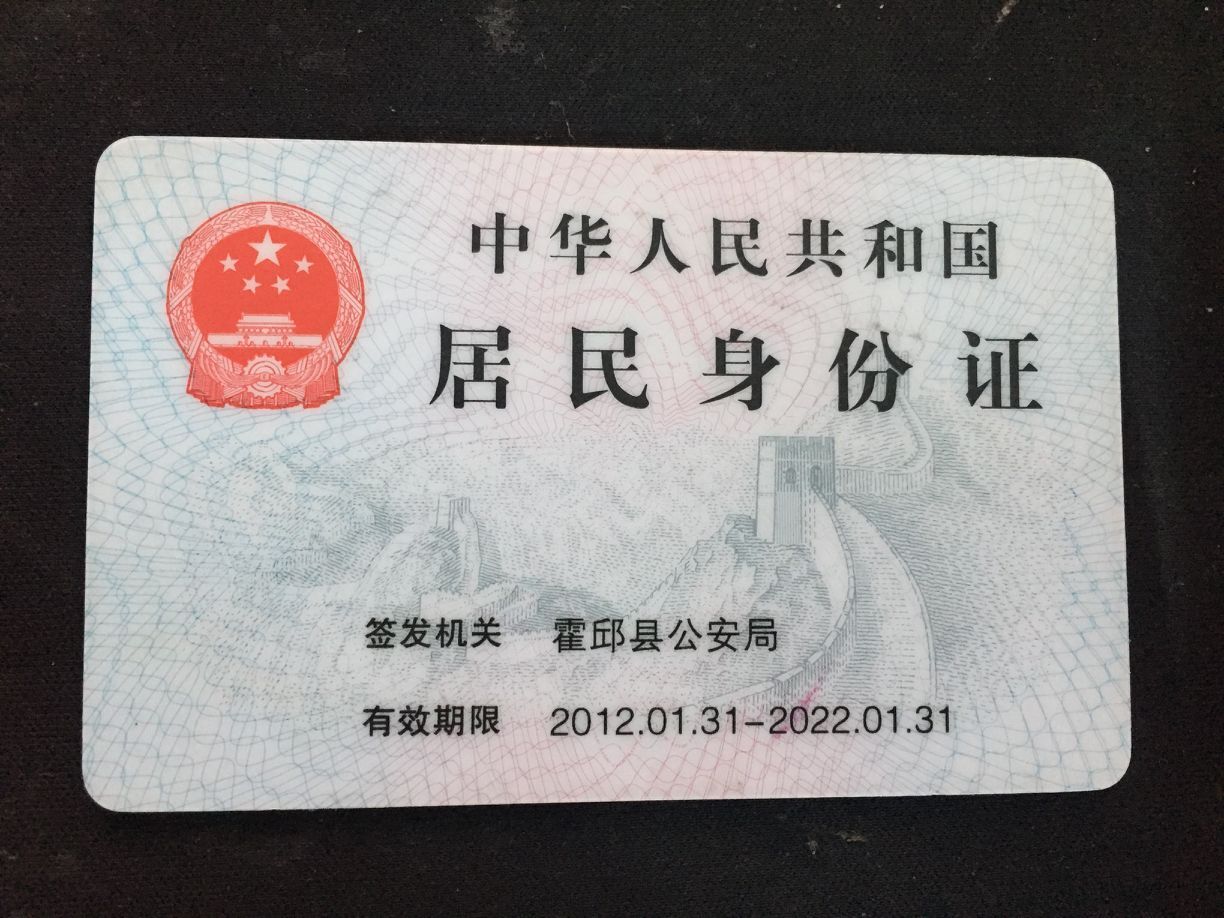 中华人民共和国
居民身份证
签发机关 霍邱县公安局
有效期限 2012.01.31-2022.01.31